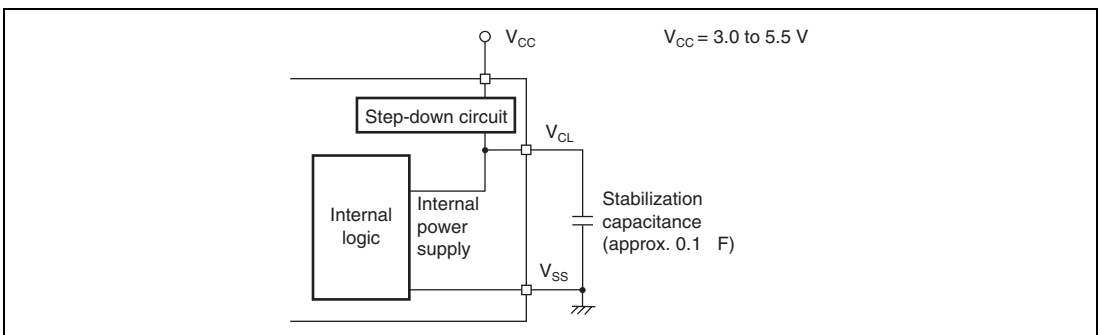 V_CC
V_CC = 3.0 to 5.5 V
Step-down circuit
V_CL
Internal
logic
Internal
power
supply
Stabilization
capacitance
(approx. 0.1 F)
V_SS